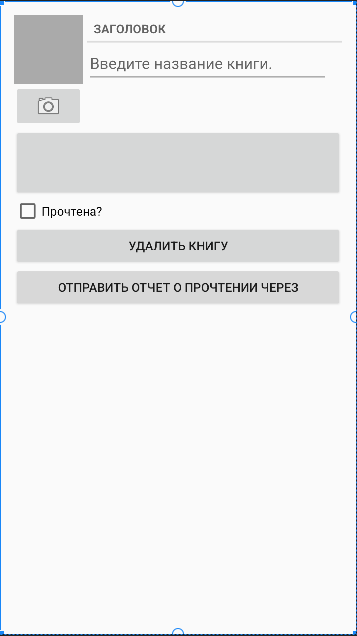 ЗАГОЛОВОК
Введите название книги.
Прочтена?
УДАЛИТЬ КНИГУ
ОТПРАВИТЬ ОТЧЕТ О ПРОЧТЕНИИ ЧЕРЕЗ